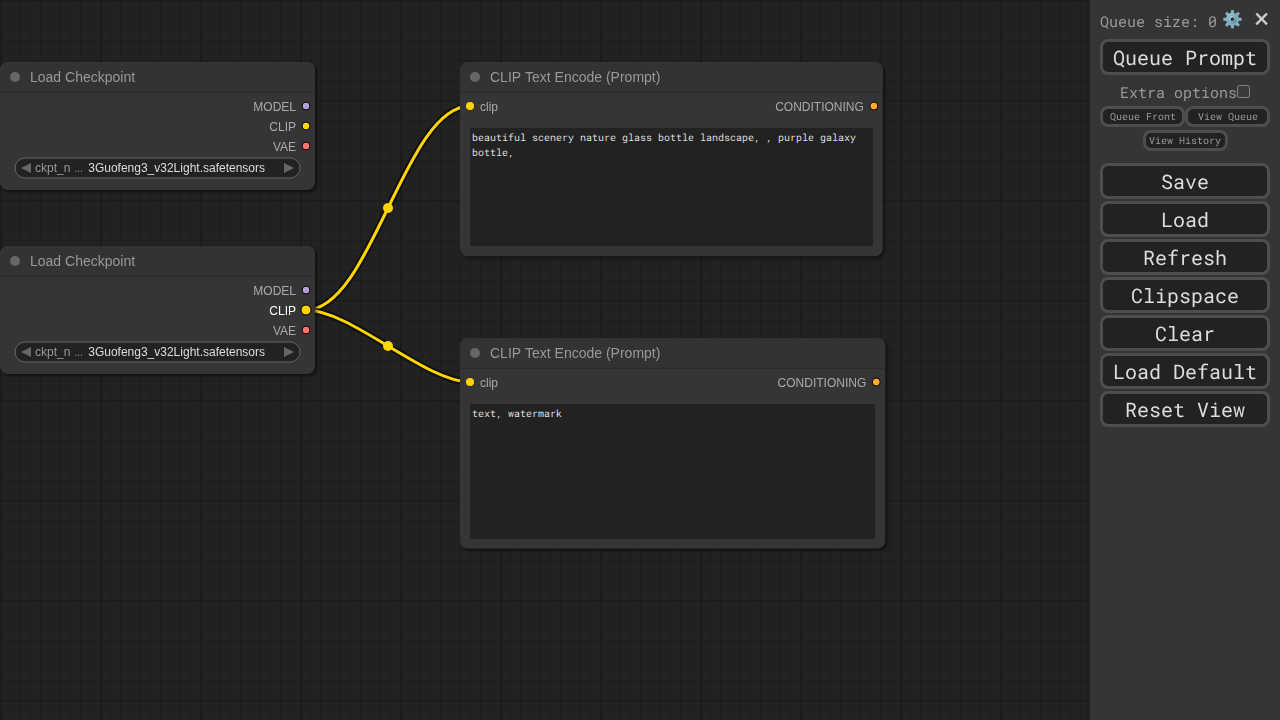 Load Checkpoint
MODEL
CLIP
VAE
ckpt_n ... 3Guofeng3_v32Light.safetensors
Load Checkpoint
MODEL
CLIP
VAE
ckpt_n ... 3Guofeng3_v32Light.safetensors
CLIP Text Encode (Prompt)
clip CONDITIONING
beautiful scenery nature glass bottle landscape, , purple galaxy
bottle,
CLIP Text Encode (Prompt)
clip CONDITIONING
text, watermark
Queue size: 0
Queue Prompt
Extra options
Queue Front View Queue
View History
Save
Load
Refresh
Clipspace
Clear
Load Default
Reset View